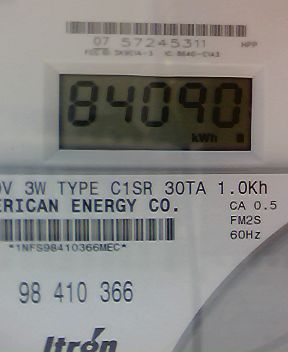 07 57245311 HPP
84090
kWh
V 3W TYPE C1SR 30TA 1.0Kh
ERICAN ENERGY CO.
CA 0.5
FM2S
60Hz
*1NFS98410366MEC*
98 410 366
Itron